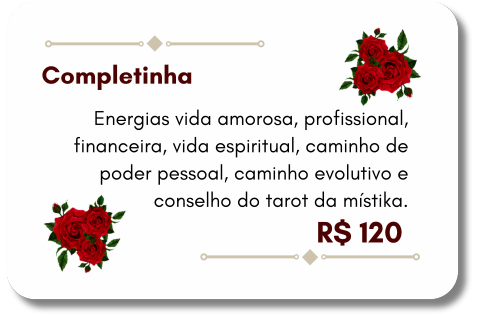 Completinha
Energias vida amorosa, profissional,
financeira, vida espiritual, caminho de
poder pessoal, caminho evolutivo e
conselho do tarot da místika.
R$ 120